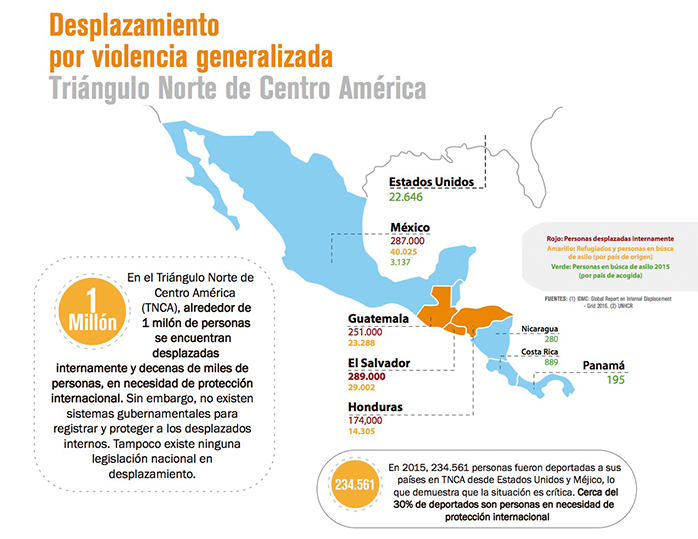 Desplazamiento
por violencia generalizada
Triángulo Norte de Centro América
Estados Unidos
22.646
México
287.000
40.025
3.137
Rojo: Personas desplazadas internamente
Amarillo: Refugiados y personas en búsca
de asilo (por país de origen)
Verde: Personas en búsca de asilo 2015
(por país de acogida)
FUENTES: (1) IDMC: Global Report on Internal Displacement
- Grid 2016. (2) UNHCR
1
Millón
En el Triángulo Norte de
Centro América
(TNCA), alrededor de
1 milón de personas
se encuentran
desplazadas
internamente y decenas de miles de
personas, en necesidad de protección
internacional. Sin embargo, no existen
sistemas gubernamentales para
registrar y proteger a los desplazados
internos. Tampoco existe ninguna
legislación nacional en
desplazamiento.
Guatemala
251.000
23.288
El Salvador
289.000
29.002
Honduras
174,000
14.305
Nicaragua
280
Costa Rica
889
Panamá
195
234.561
En 2015, 234.561 personas fueron deportadas a sus
países en TNCA desde Estados Unidos y Méjico, lo
que demuestra que la situación es crítica. Cerca del
30% de deportados son personas en necesidad de
protección internacional